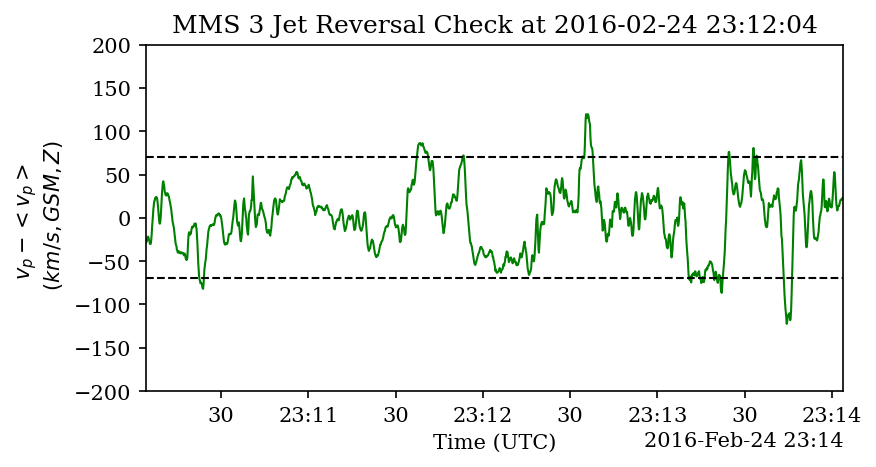 MMS 3 Jet Reversal Check at 2016-02-24 23:12:04
v_p − < v_p >
(km/s, GSM, Z)
200
150
100
50
0
−50
−100
−150
−200
30 23:11 30 23:12 30 23:13 30 23:14
Time (UTC) 2016-Feb-24 23:14